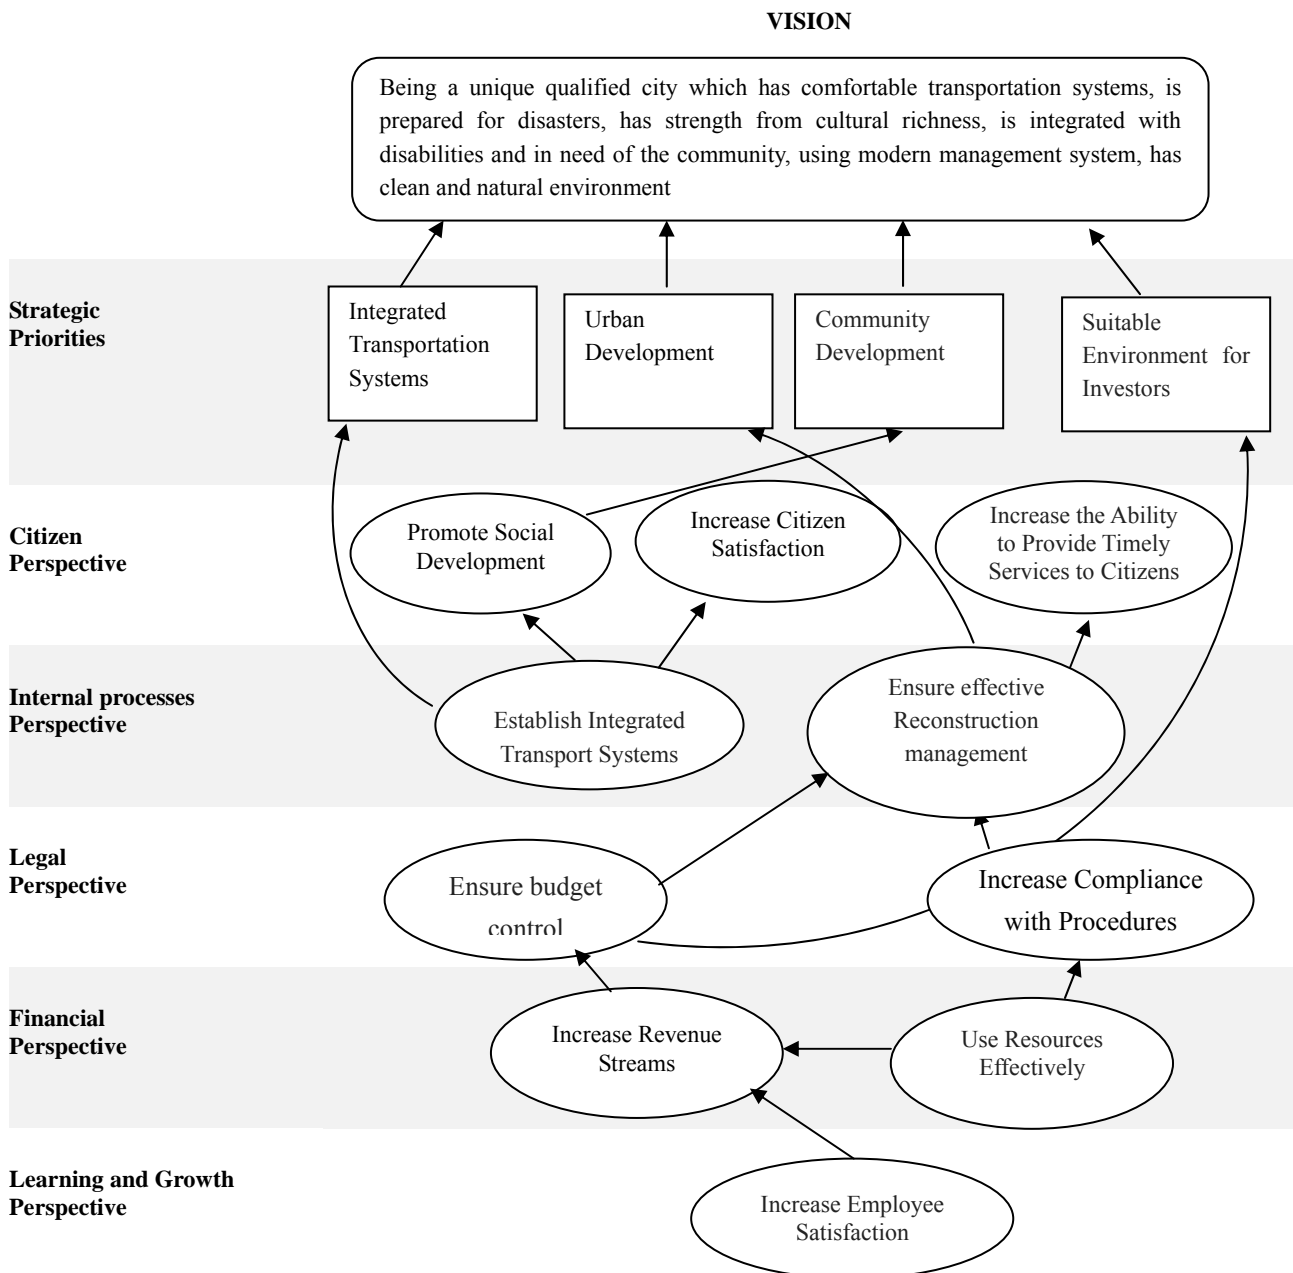 VISION
Being a unique qualified city which has comfortable transportation systems, is
prepared for disasters, has strength from cultural richness, is integrated with
disabilities and in need of the community, using modern management system, has
clean and natural environment
Strategic
Priorities
Integrated
Transportation
Systems
Urban
Development
Community
Development
Suitable
Environment for
Investors
Citizen
Perspective
Promote Social
Development
Increase Citizen
Satisfaction
Increase the Ability
to Provide Timely
Services to Citizens
Internal processes
Perspective
Establish Integrated
Transport Systems
Ensure effective
Reconstruction
management
Legal
Perspective
Ensure budget
control
Increase Compliance
with Procedures
Financial
Perspective
Increase Revenue
Streams
Use Resources
Effectively
Learning and Growth
Perspective
Increase Employee
Satisfaction